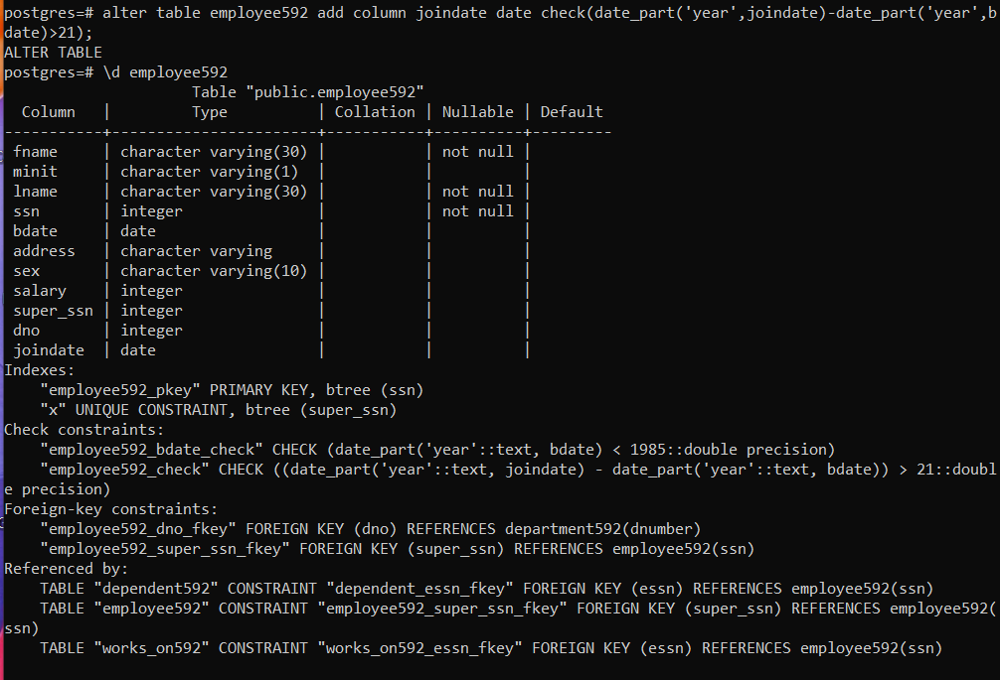 postgres=# alter table employee592 add column joindate date check(date_part('year',joindate)-date_part('year',b
date)>21);
ALTER TABLE
postgres=# \d employee592
                     Table "public.employee592"
  Column   |         Type          | Collation | Nullable | Default
-----------+-----------------------+-----------+----------+---------
 fname     | character varying(30) |           | not null |
 minit     | character varying(1)  |           |          |
 lname     | character varying(30) |           | not null |
 ssn       | integer               |           | not null |
 bdate     | date                  |           |          |
 address   | character varying     |           |          |
 sex       | character varying(10) |           |          |
 salary    | integer               |           |          |
 super_ssn | integer               |           |          |
 dno       | integer               |           |          |
 joindate  | date                  |           |          |
Indexes:
    "employee592_pkey" PRIMARY KEY, btree (ssn)
    "x" UNIQUE CONSTRAINT, btree (super_ssn)
Check constraints:
    "employee592_bdate_check" CHECK (date_part('year'::text, bdate) < 1985::double precision)
    "employee592_check" CHECK ((date_part('year'::text, joindate) - date_part('year'::text, bdate)) > 21::doubl
e precision)
Foreign-key constraints:
    "employee592_dno_fkey" FOREIGN KEY (dno) REFERENCES department592(dnumber)
    "employee592_super_ssn_fkey" FOREIGN KEY (super_ssn) REFERENCES employee592(ssn)
Referenced by:
    TABLE "dependent592" CONSTRAINT "dependent_essn_fkey" FOREIGN KEY (essn) REFERENCES employee592(ssn)
    TABLE "employee592" CONSTRAINT "employee592_super_ssn_fkey" FOREIGN KEY (super_ssn) REFERENCES employee592(
ssn)
    TABLE "works_on592" CONSTRAINT "works_on592_essn_fkey" FOREIGN KEY (essn) REFERENCES employee592(ssn)